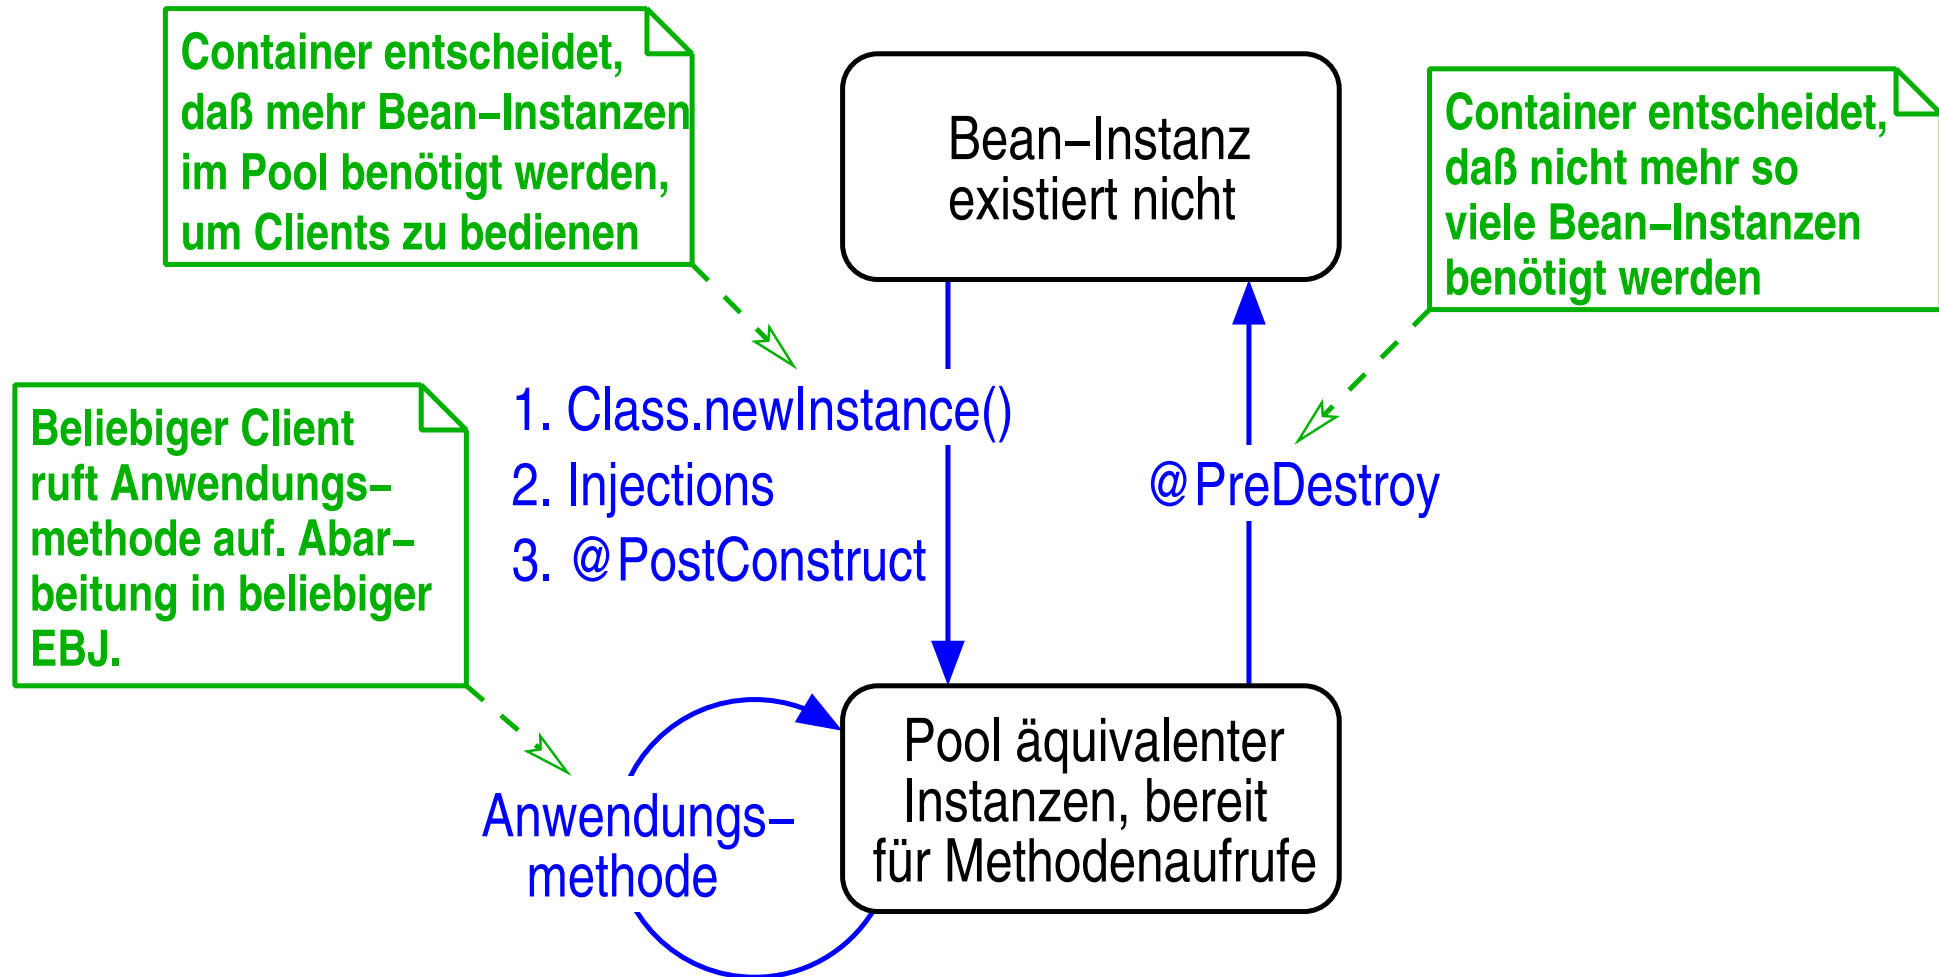 Container entscheidet,
daß mehr Bean–Instanzen
im Pool benötigt werden,
um Clients zu bedienen
Bean–Instanz
existiert nicht
Container entscheidet,
daß nicht mehr so
viele Bean–Instanzen
benötigt werden
Beliebiger Client
ruft Anwendungs–
methode auf. Abar–
beitung in beliebiger
EBJ.
1. Class.newInstance()
2. Injections
3. @PostConstruct
@PreDestroy
Anwendungs–
methode
Pool äquivalenter
Instanzen, bereit
für Methodenaufrufe